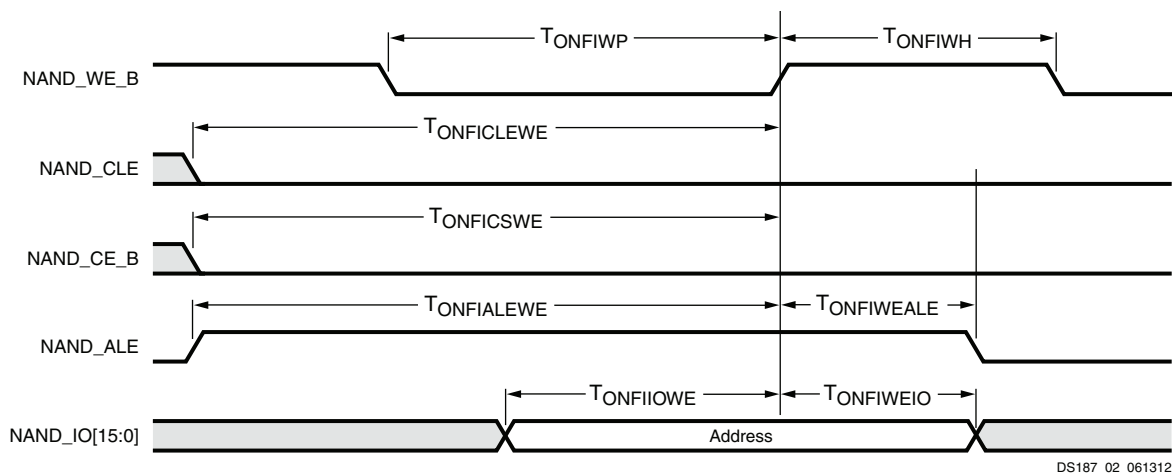 TONFIWP
TONFIWH
NAND_WE_B
TONFICLEWE
NAND_CLE
TONFICSWE
NAND_CE_B
TONFIALEWE
TONFIWEALE
NAND_ALE
TONFIIOWE
TONFIWEIO
NAND_IO[15:0]
Address
DS187_02_061312